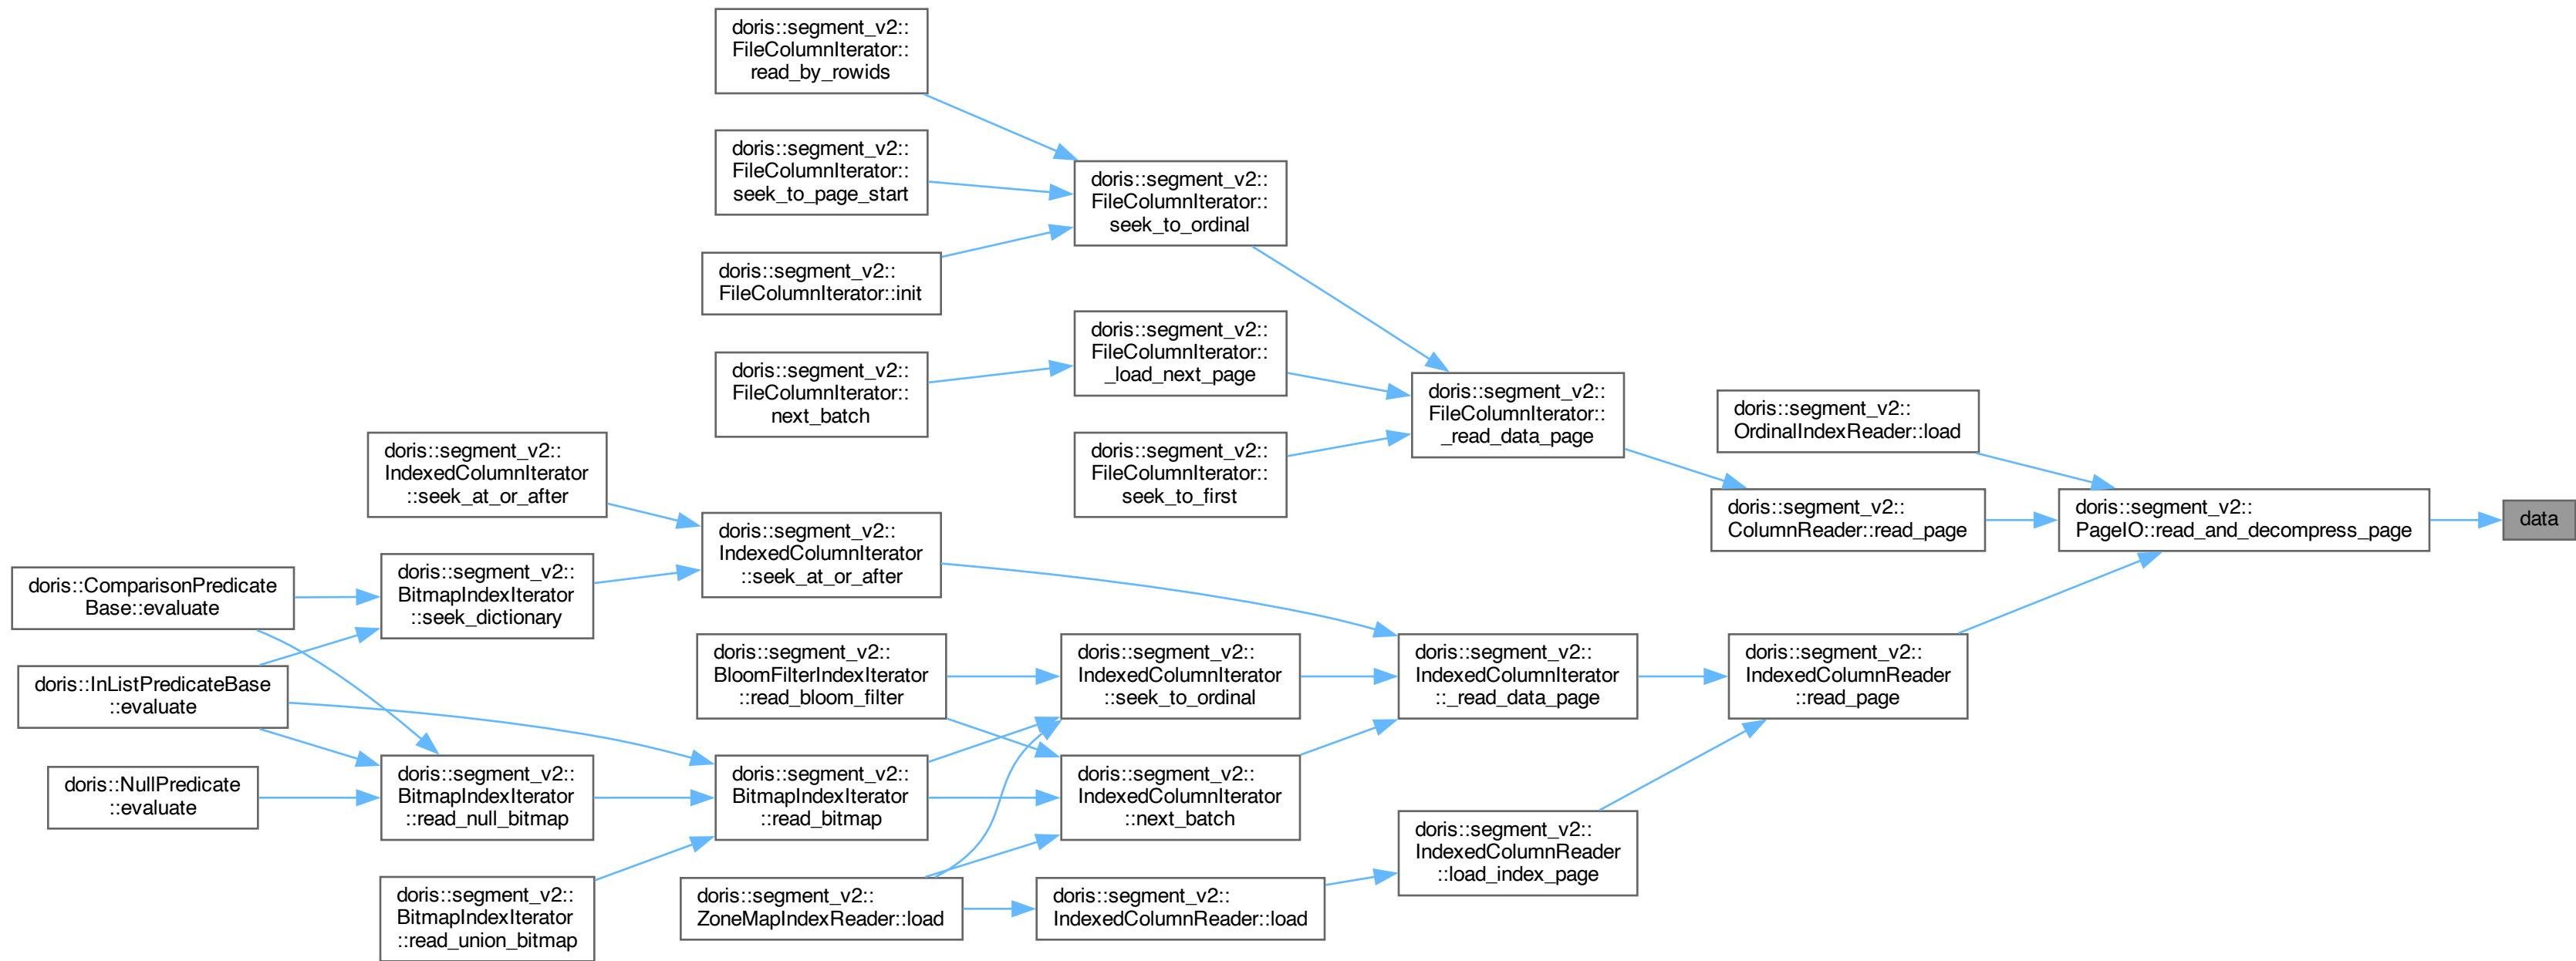 doris::segment_v2::
FileColumnIterator::
read_by_rowids
doris::segment_v2::
FileColumnIterator::
seek_to_page_start
doris::segment_v2::
FileColumnIterator::init
doris::segment_v2::
FileColumnIterator::
next_batch
doris::segment_v2::
FileColumnIterator::
seek_to_ordinal
doris::segment_v2::
FileColumnIterator::
_load_next_page
doris::segment_v2::
FileColumnIterator::
seek_to_first
doris::segment_v2::
FileColumnIterator::
_read_data_page
doris::segment_v2::
OrdinalIndexReader::load
doris::segment_v2::
ColumnReader::read_page
doris::segment_v2::
PageIO::read_and_decompress_page
data
doris::segment_v2::
IndexedColumnIterator
::seek_at_or_after
doris::segment_v2::
IndexedColumnIterator
::seek_at_or_after
doris::ComparisonPredicate
Base::evaluate
doris::segment_v2::
BitmapIndexIterator
::seek_dictionary
doris::InListPredicateBase
::evaluate
doris::segment_v2::
BloomFilterIndexIterator
::read_bloom_filter
doris::segment_v2::
IndexedColumnIterator
::seek_to_ordinal
doris::segment_v2::
IndexedColumnIterator
::_read_data_page
doris::segment_v2::
IndexedColumnReader
::read_page
doris::NullPredicate
::evaluate
doris::segment_v2::
BitmapIndexIterator
::read_null_bitmap
doris::segment_v2::
BitmapIndexIterator
::read_bitmap
doris::segment_v2::
IndexedColumnIterator
::next_batch
doris::segment_v2::
IndexedColumnReader
::load_index_page
doris::segment_v2::
BitmapIndexIterator
::read_union_bitmap
doris::segment_v2::
ZoneMapIndexReader::load
doris::segment_v2::
IndexedColumnReader::load